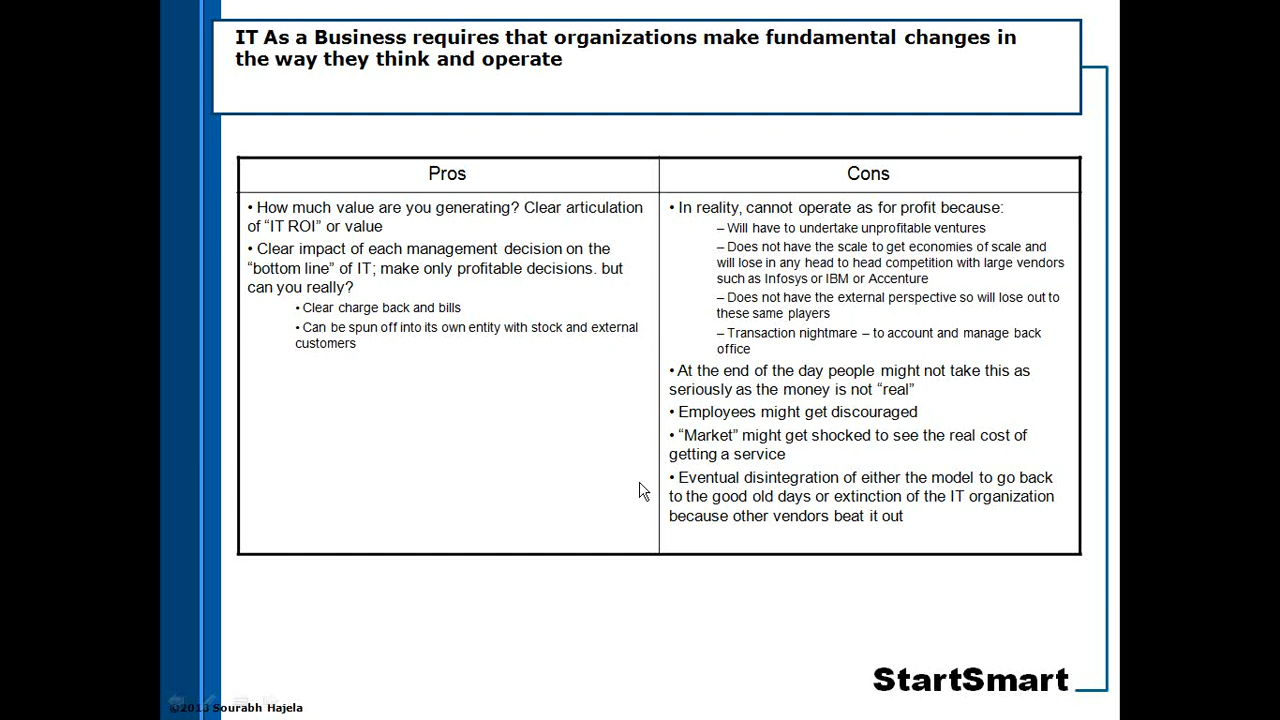 IT As a Business requires that organizations make fundamental changes in
the way they think and operate
Pros
• How much value are you generating? Clear articulation
of “IT ROI” or value
• Clear impact of each management decision on the
“bottom line” of IT; make only profitable decisions. but
can you really?
• Clear charge back and bills
• Can be spun off into its own entity with stock and external
customers
Cons
• In reality, cannot operate as for profit because:
– Will have to undertake unprofitable ventures
– Does not have the scale to get economies of scale and
will lose in any head to head competition with large vendors
such as Infosys or IBM or Accenture
– Does not have the external perspective so will lose out to
these same players
– Transaction nightmare – to account and manage back
office
• At the end of the day people might not take this as
seriously as the money is not “real”
• Employees might get discouraged
• “Market” might get shocked to see the real cost of
getting a service
• Eventual disintegration of either the model to go back
to the good old days or extinction of the IT organization
because other vendors beat it out
StartSmart
©2013 Sourabh Hajela